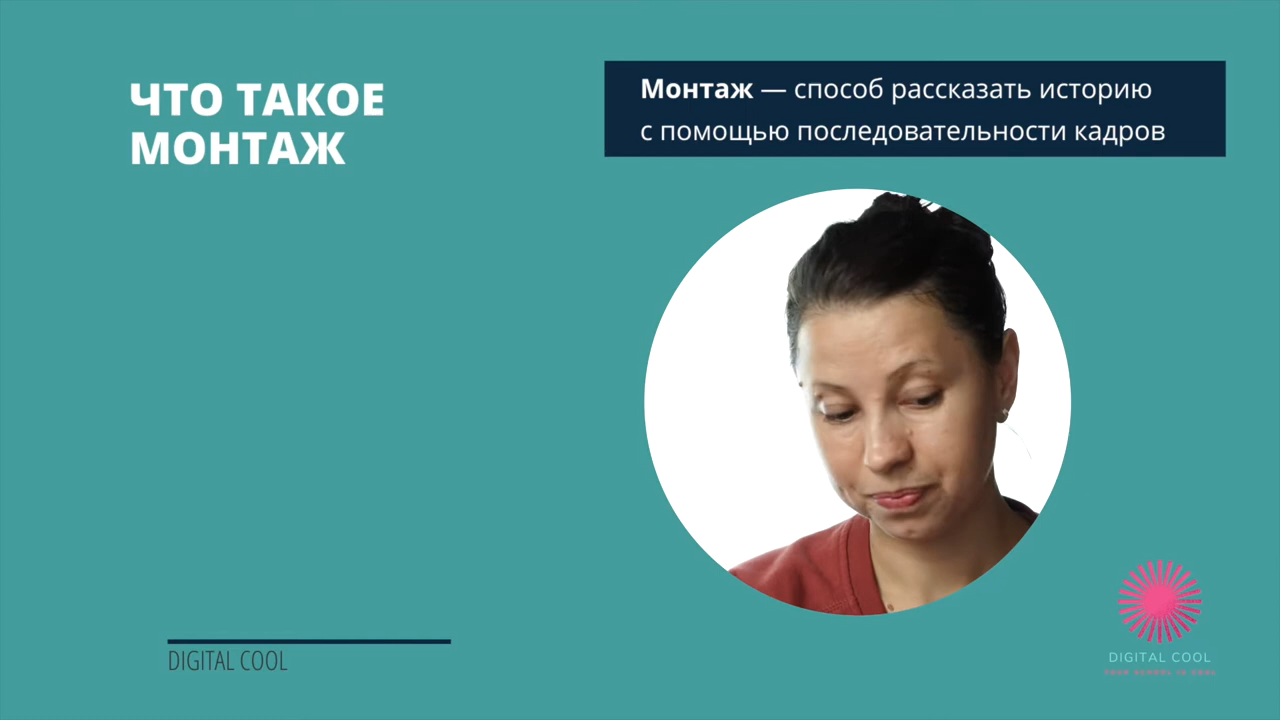 ЧТО ТАКОЕ
МОНТАЖ
Монтаж — способ рассказать историю
с помощью последовательности кадров
DIGITAL COOL
DIGITAL COOL